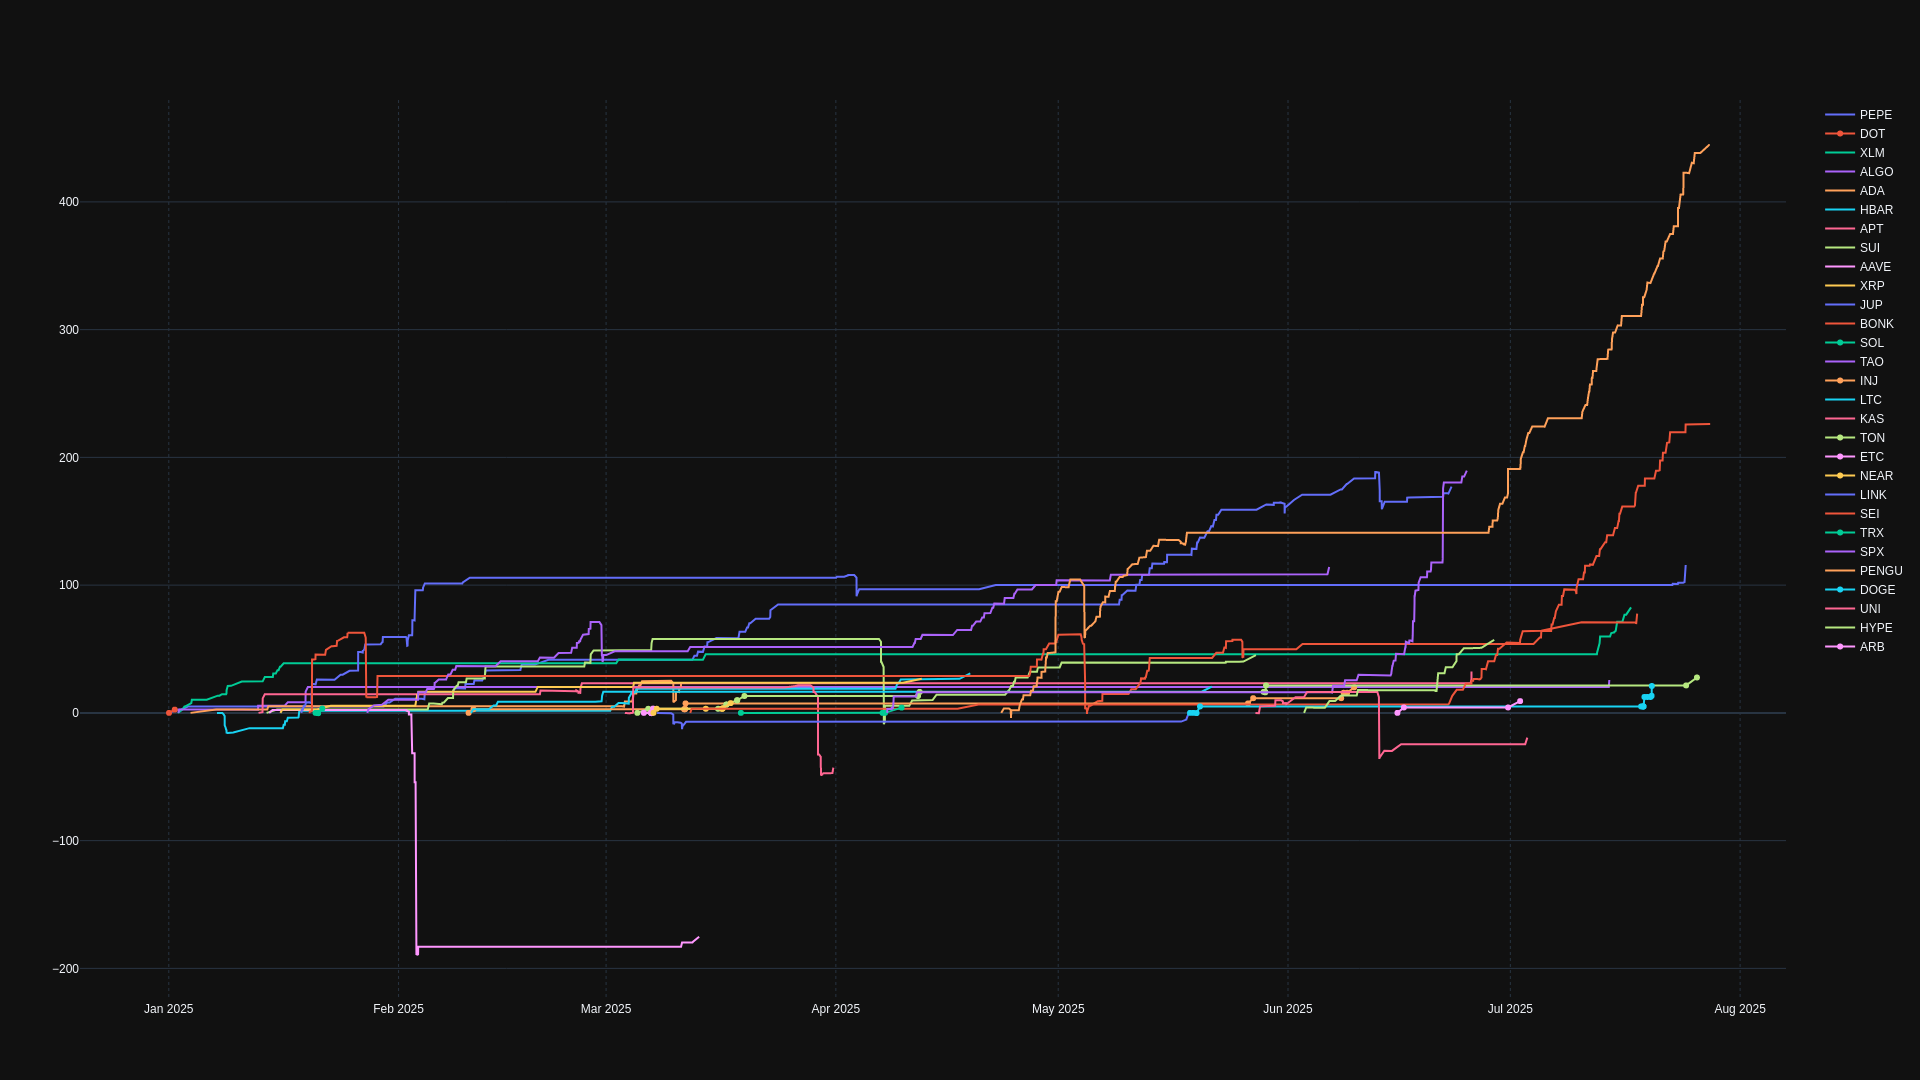 400
300
200
100
0
−100
−200
Jan 2025
Feb 2025
Mar 2025
Apr 2025
May 2025
Jun 2025
Jul 2025
Aug 2025
PEPE
DOT
XLM
ALGO
ADA
HBAR
APT
SUI
AAVE
XRP
JUP
BONK
SOL
TAO
INJ
LTC
KAS
TON
ETC
NEAR
LINK
SEI
TRX
SPX
PENGU
DOGE
UNI
HYPE
ARB